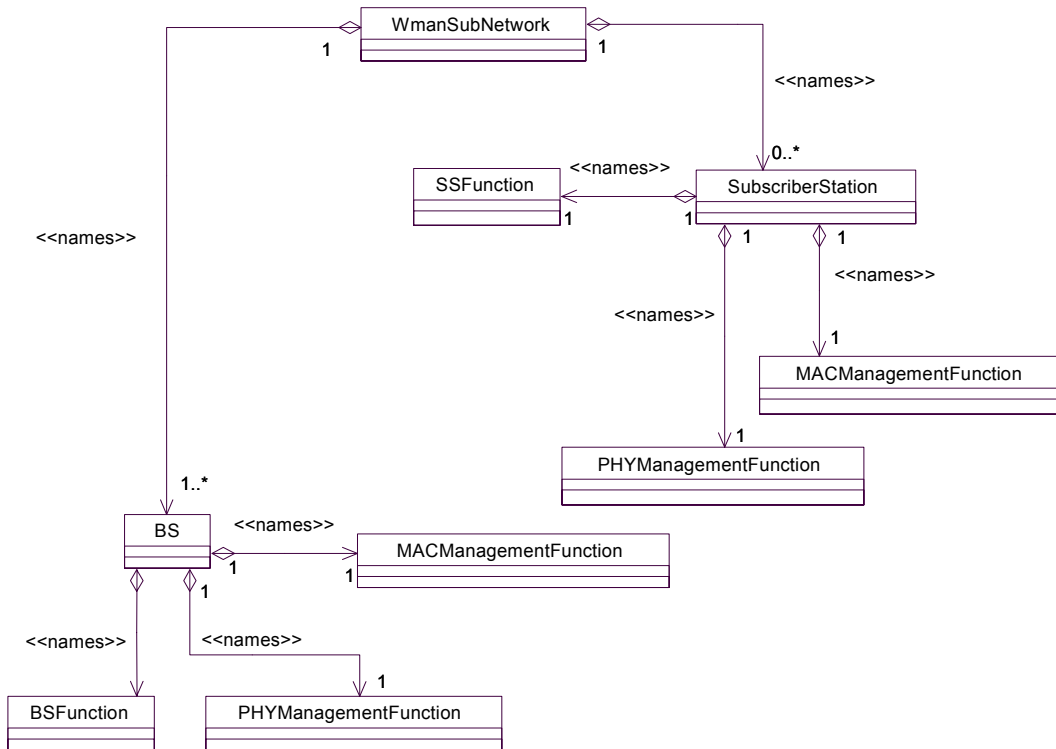 WmanSubNetwork
1
1
<<names>>
0..*
<<names>>
SSFunction
SubscriberStation
1
1
1
1
<<names>>
<<names>>
<<names>>
1
MACManagementFunction
1
PHYManagementFunction
1..*
BS
<<names>>
MACManagementFunction
1
1
1
<<names>>
<<names>>
1
BSFunction
PHYManagementFunction